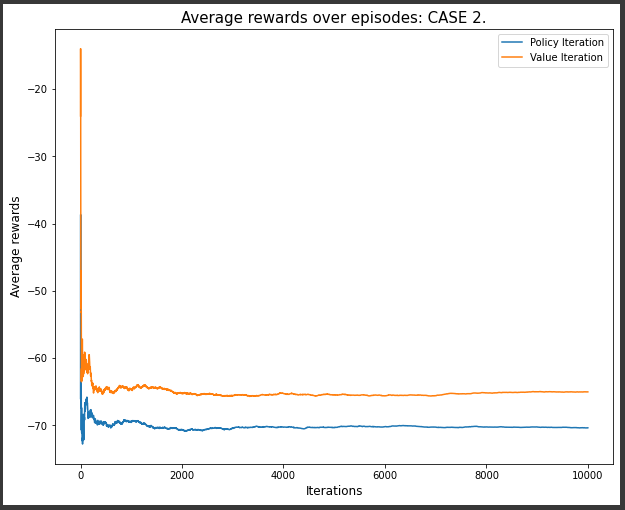 Average rewards over episodes: CASE 2.
Policy Iteration
Value Iteration
Average rewards
−20
−30
−40
−50
−60
−70
0 2000 4000 6000 8000 10000
Iterations